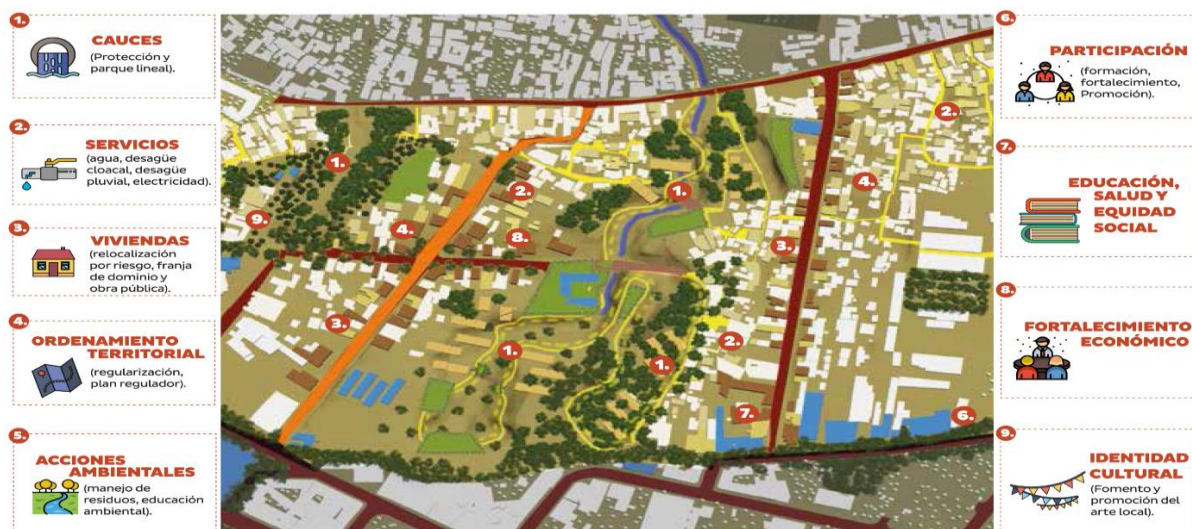 1.
CAUCES
(Protección y
parque lineal).
2.
SERVICIOS
(agua, desagüe
cloacal, desagüe
pluvial, electricidad).
3.
VIVIENDAS
(relocalización
por riesgo, franja
de dominio y
obra pública).
4.
ORDENAMIENTO
TERRITORIAL
(regularización,
plan regulador).
5.
ACCIONES
AMBIENTALES
(manejo de
residuos, educación
ambiental).
1.
9.
4.
2.
8.
3.
1.
1.
1.
2.
7.
3.
4.
2.
6.
6.
PARTICIPACIÓN
(formación,
fortalecimiento,
Promoción).
7.
EDUCACIÓN,
SALUD Y
EQUIDAD
SOCIAL
8.
FORTALECIMIENTO
ECONÓMICO
9.
IDENTIDAD
CULTURAL
(Fomento y
promoción del
arte local).